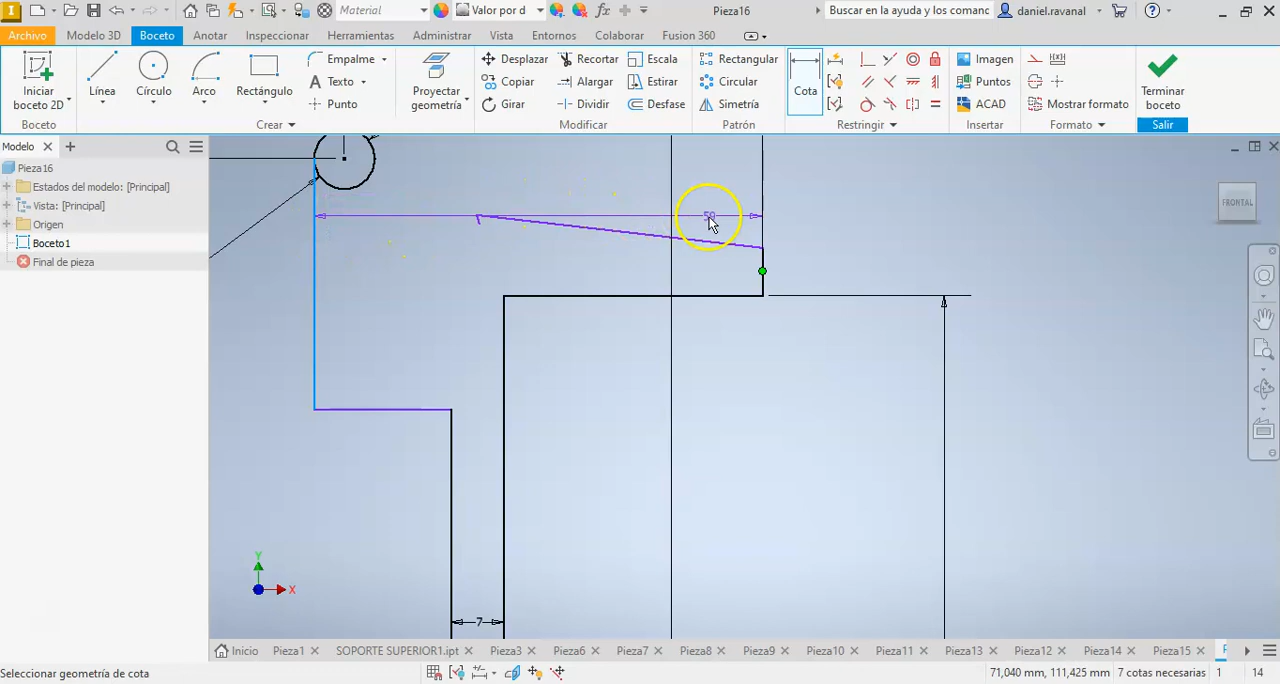 I Material Valor por d fx Pieza16 Buscar en la ayuda y los comanc daniel.ravanal ?
Archivo Modelo 3D Boceto Anotar Inspeccionar Herramientas Administrar Vista Entornos Colaborar Fusion 360
Iniciar boceto 2D Línea Círculo Arco Rectángulo
Empalme
Texto
Punto
Proyectar geometría
Desplazar Recortar Escala
Copiar Alargar Estirar
Girar Dividir Desfase
Rectangular
Circular
Simetría
Cota
Imagen
Puntos
ACAD
Mostrar formato
Terminar boceto
Boceto Crear Modificar Patrón Restringir Insertar Formato Salir
Modelo
Pieza16
Estados del modelo: [Principal]
Vista: [Principal]
Origen
Boceto1
Final de pieza
FRONTAL
59
7
Y
X
Inicio Pieza1 SOPORTE SUPERIOR1.ipt Pieza3 Pieza6 Pieza7 Pieza8 Pieza9 Pieza10 Pieza11 Pieza13 Pieza12 Pieza14 Pieza15
Seleccionar geometría de cota 71,040 mm, 111,425 mm 7 cotas necesarias 1 14